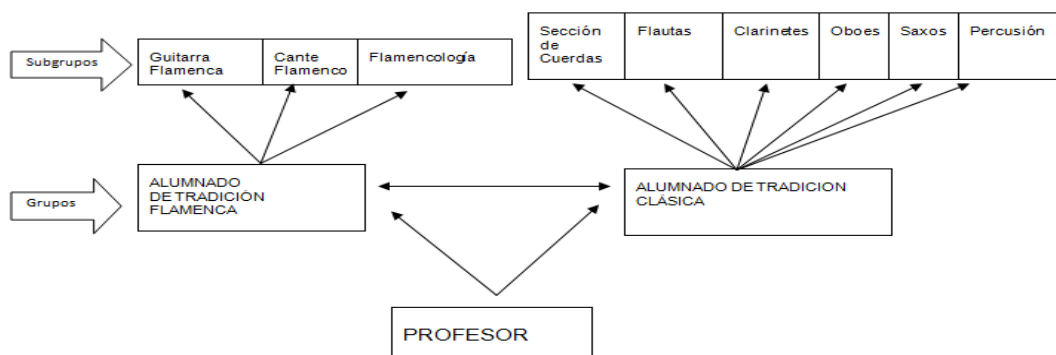 Subgrupos
Guitarra
Flamenca
Cante
Flamenco
Flamencología
Sección
de
Cuerdas
Flautas
Clarinetes
Oboes
Saxos
Percusión
Grupos
ALUMNADO
DE TRADICIÓN
FLAMENCA
ALUMNADO DE TRADICION
CLÁSICA
PROFESOR